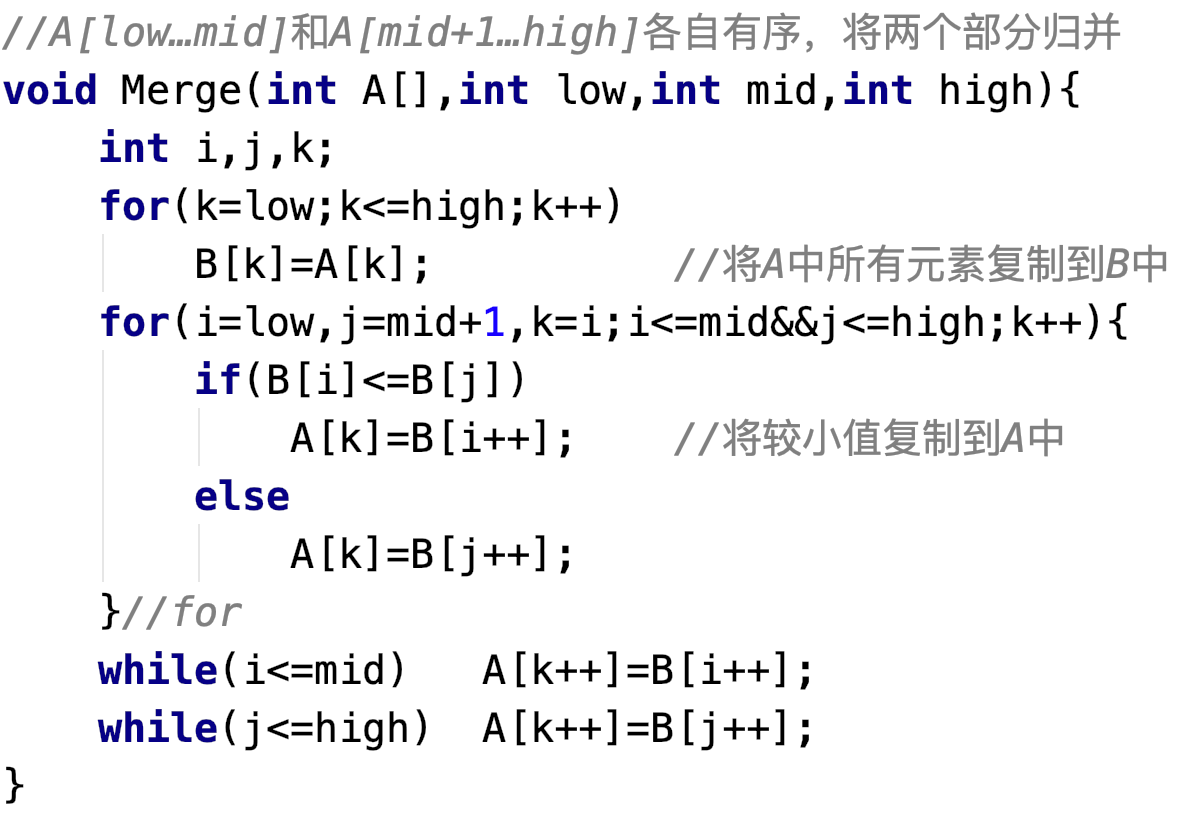 //A[low…mid]和A[mid+1…high]各自有序，将两个部分归并
void Merge(int A[],int low,int mid,int high){
    int i,j,k;
    for(k=low;k<=high;k++)
        B[k]=A[k];          //将A中所有元素复制到B中
    for(i=low,j=mid+1,k=i;i<=mid&&j<=high;k++){
        if(B[i]<=B[j])
            A[k]=B[i++];    //将较小值复制到A中
        else
            A[k]=B[j++];
    }//for
    while(i<=mid)   A[k++]=B[i++];
    while(j<=high)  A[k++]=B[j++];
}